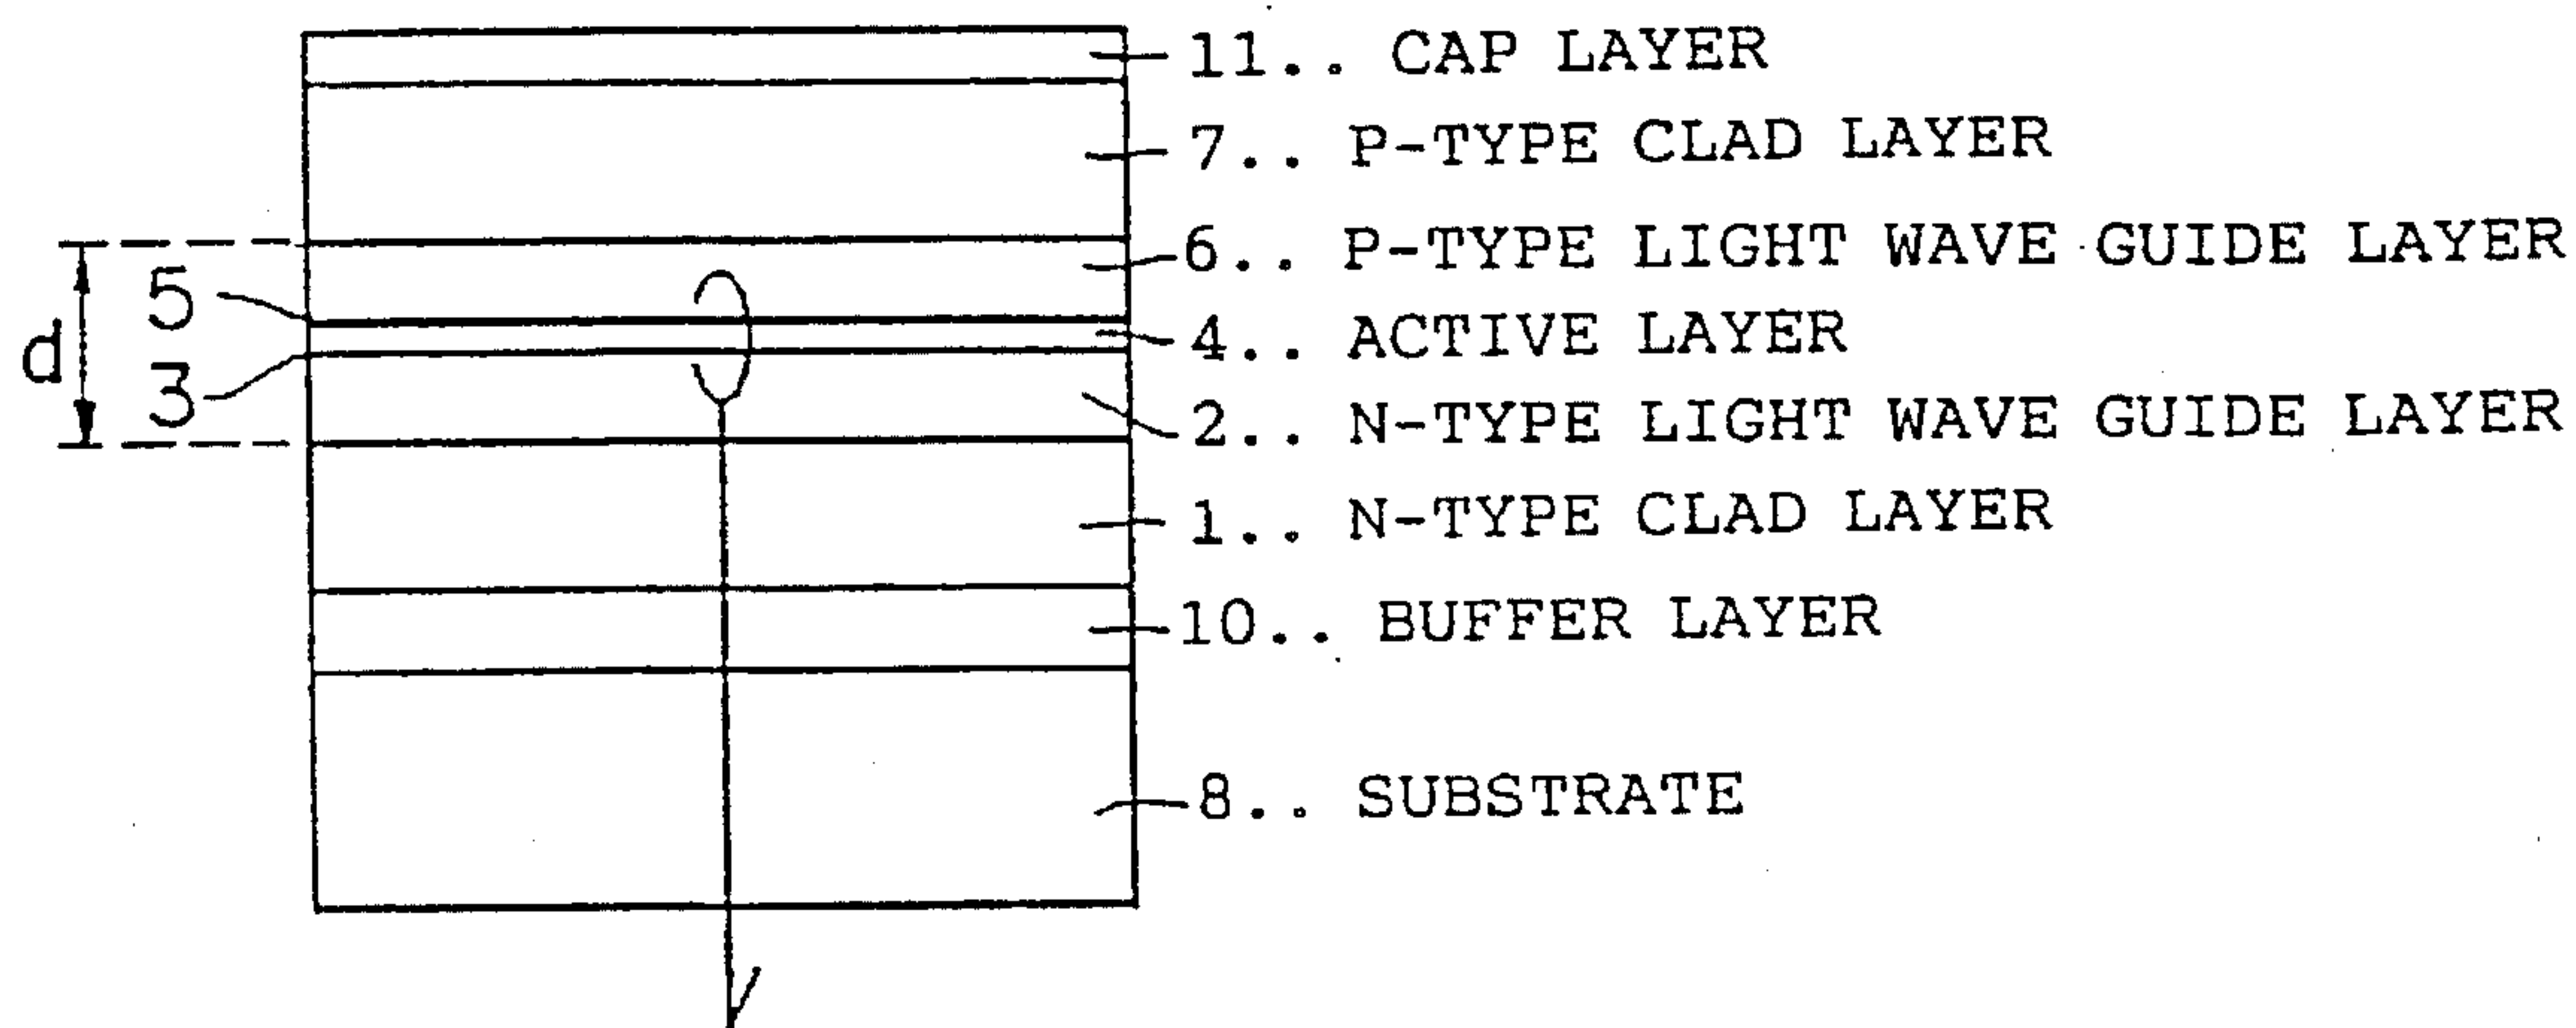 11.. CAP LAYER
7.. P-TYPE CLAD LAYER
6.. P-TYPE LIGHT WAVE GUIDE LAYER
5
4.. ACTIVE LAYER
d
3
2.. N-TYPE LIGHT WAVE GUIDE LAYER
1.. N-TYPE CLAD LAYER
10.. BUFFER LAYER
8.. SUBSTRATE